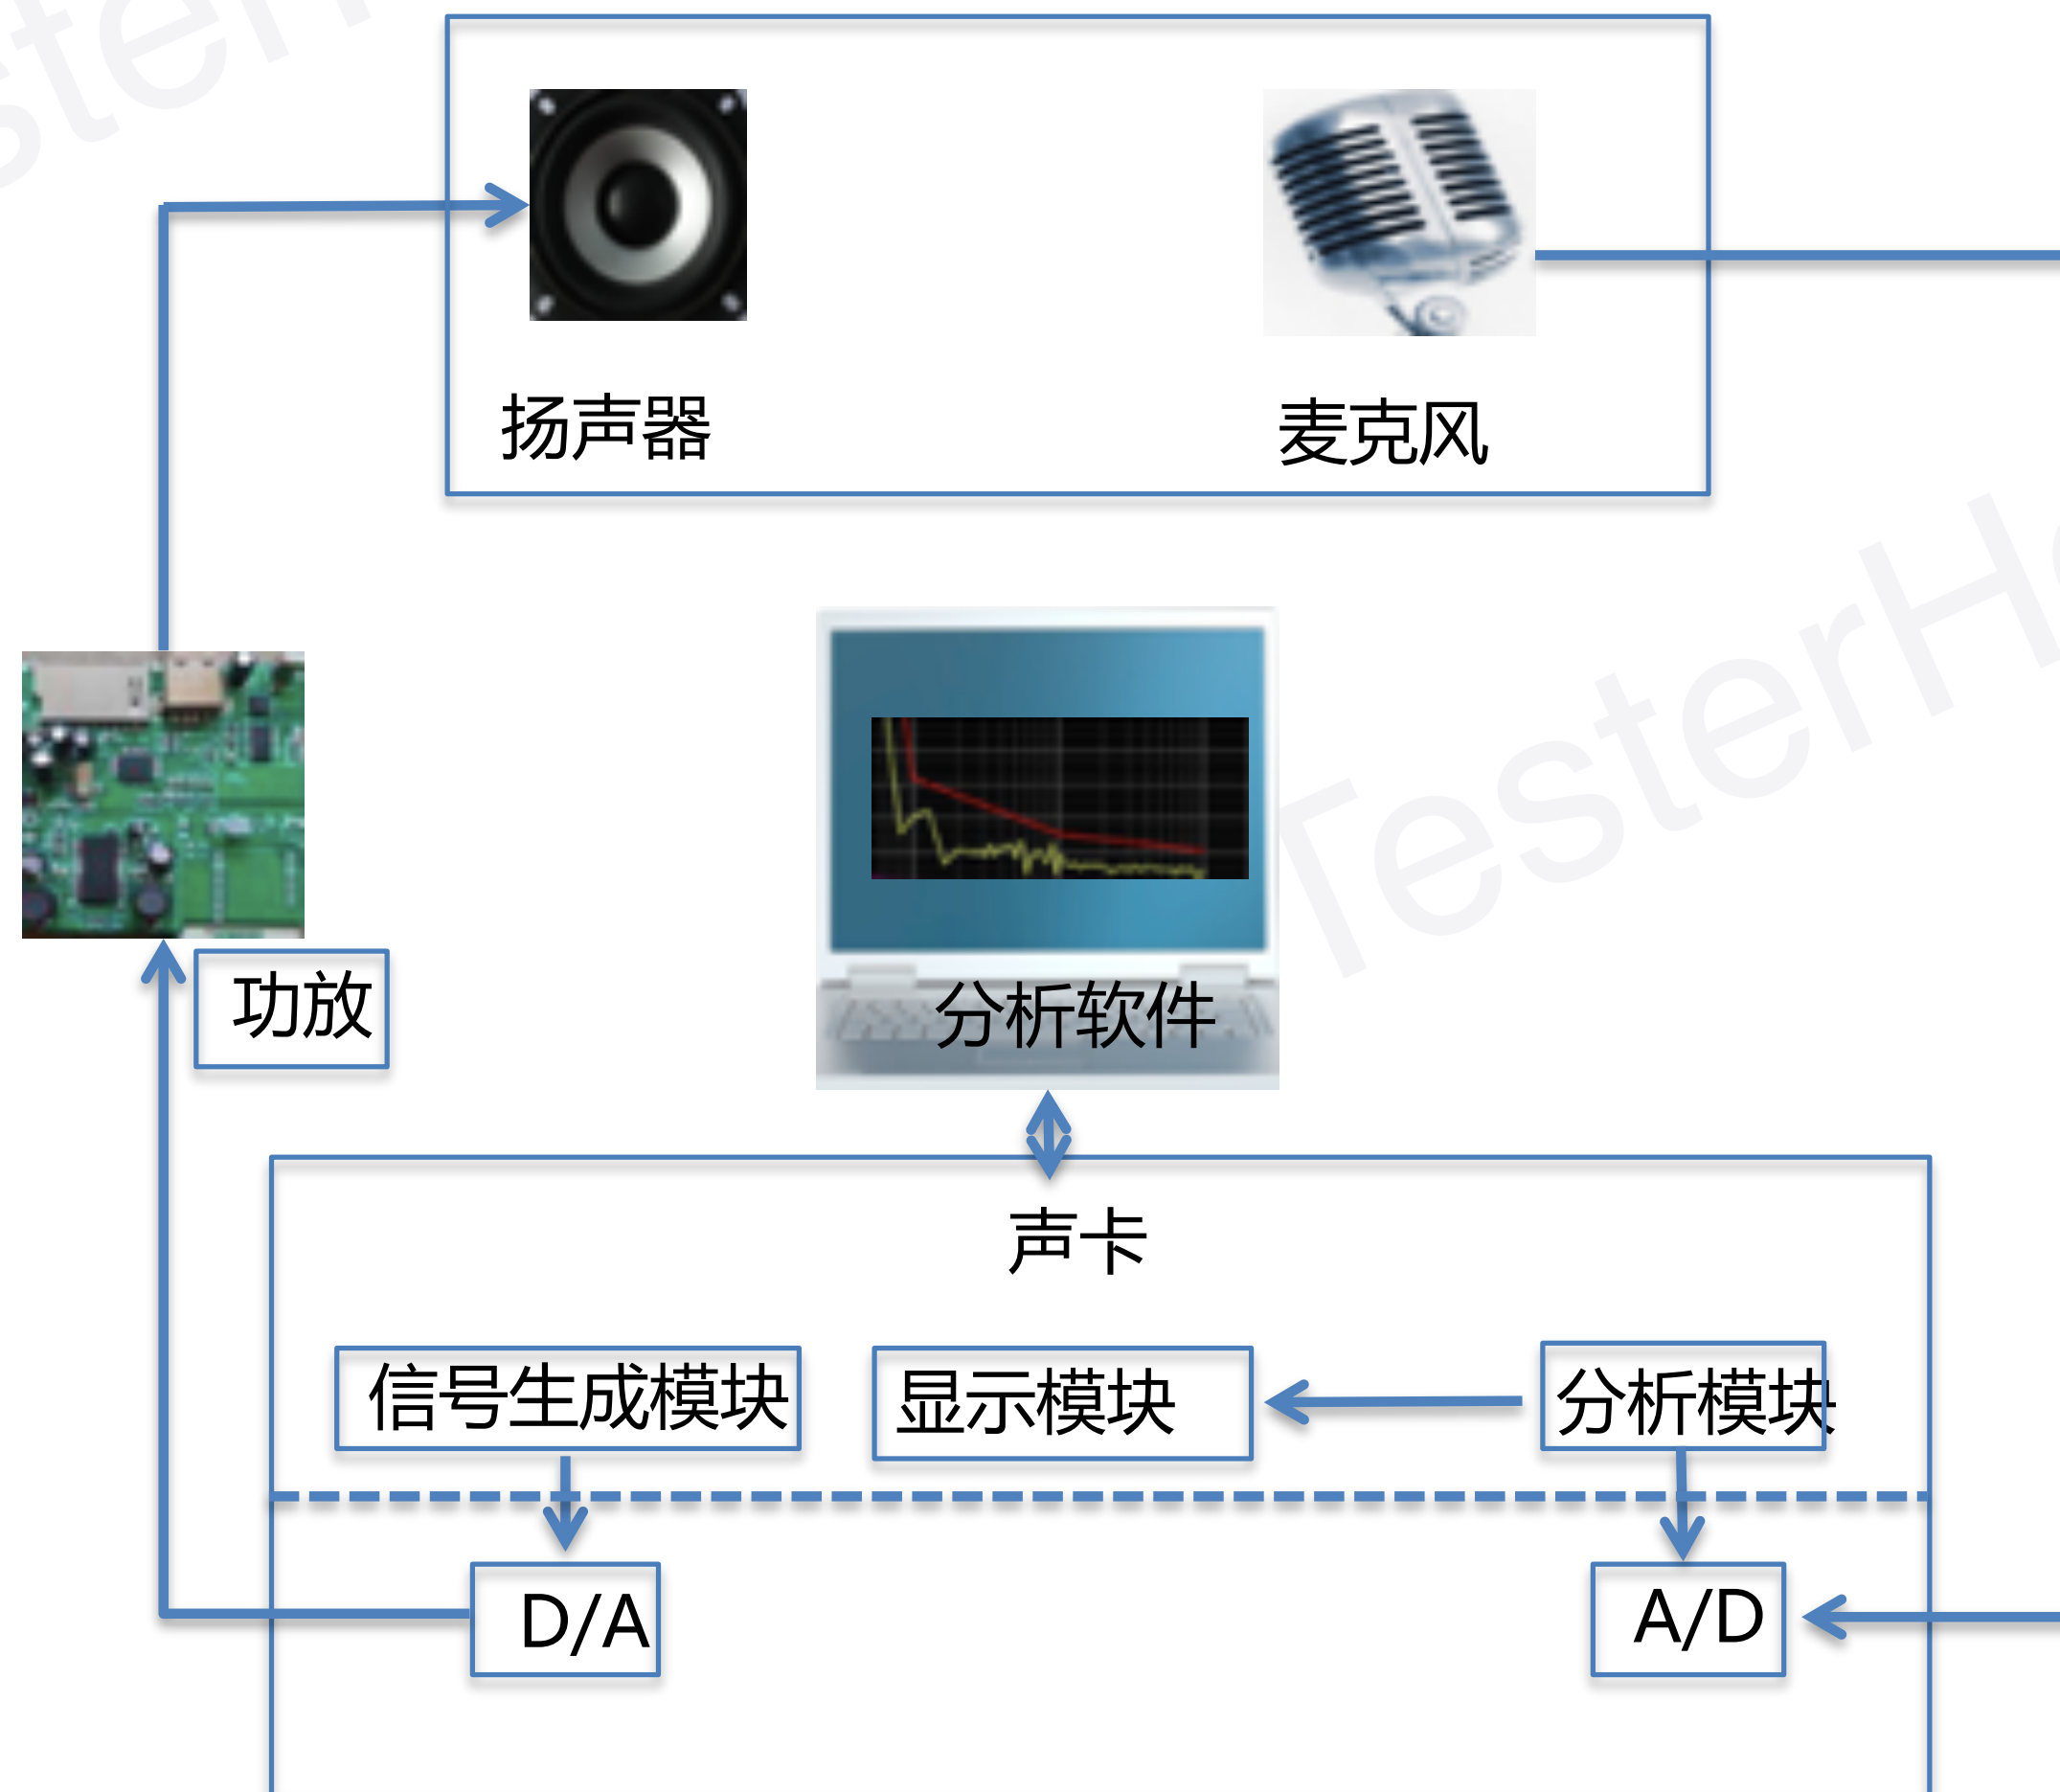 扬声器
麦克风
功放
分析软件
声卡
信号生成模块
显示模块
分析模块
D/A
A/D
TesterHo